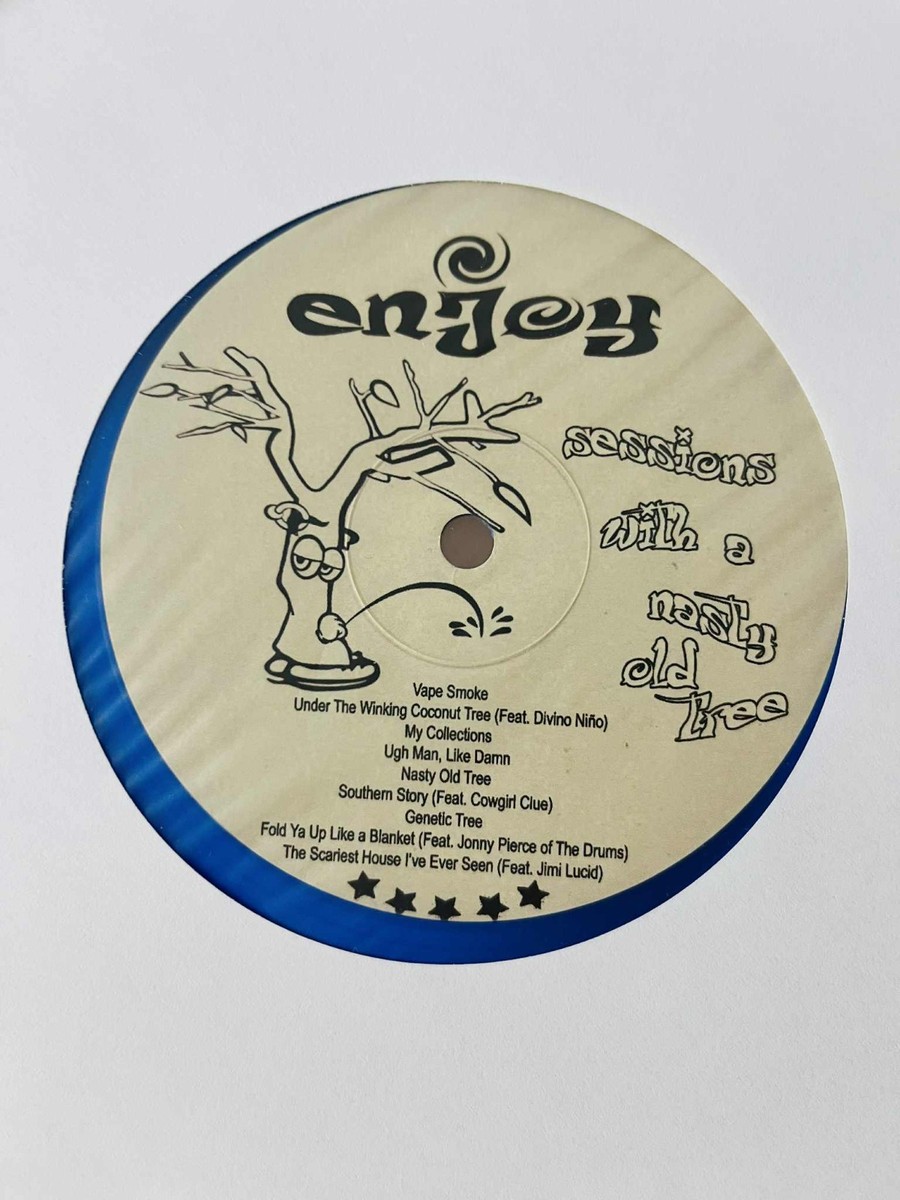 enjoy
sessions
with a
nasty
old
Tree
Vape Smoke
Under The Winking Coconut Tree (Feat. Divino Niño)
My Collections
Ugh Man, Like Damn
Nasty Old Tree
Southern Story (Feat. Cowgirl Clue)
Genetic Tree
Fold Ya Up Like a Blanket (Feat. Jonny Pierce of The Drums)
The Scariest House I've Ever Seen (Feat. Jimi Lucid)